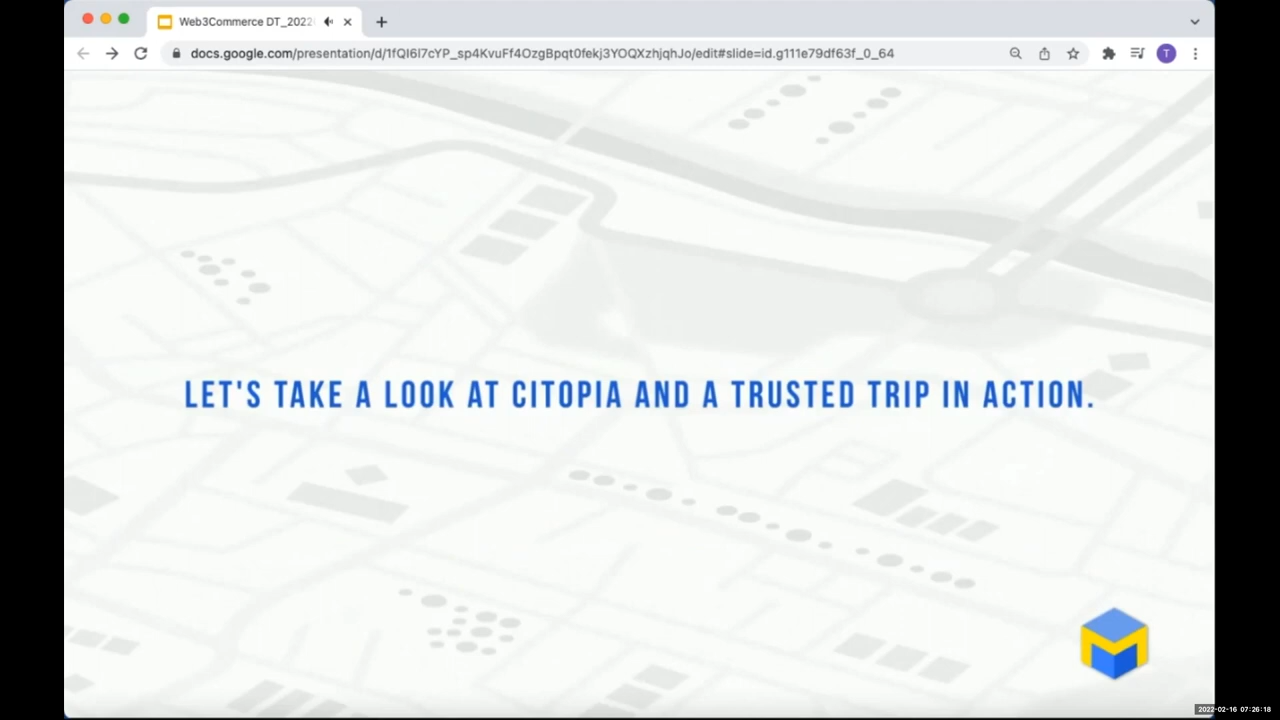 Web3Commerce DT_2022
docs.google.com/presentation/d/1fQI6I7cYP_sp4KvuFf4OzgBpqt0fekj3YOQXzhjqhJo/edit#slide=id.g111e79df63f_0_64
T
LET'S TAKE A LOOK AT CITOPIA AND A TRUSTED TRIP IN ACTION.
2022-02-16 07:26:18